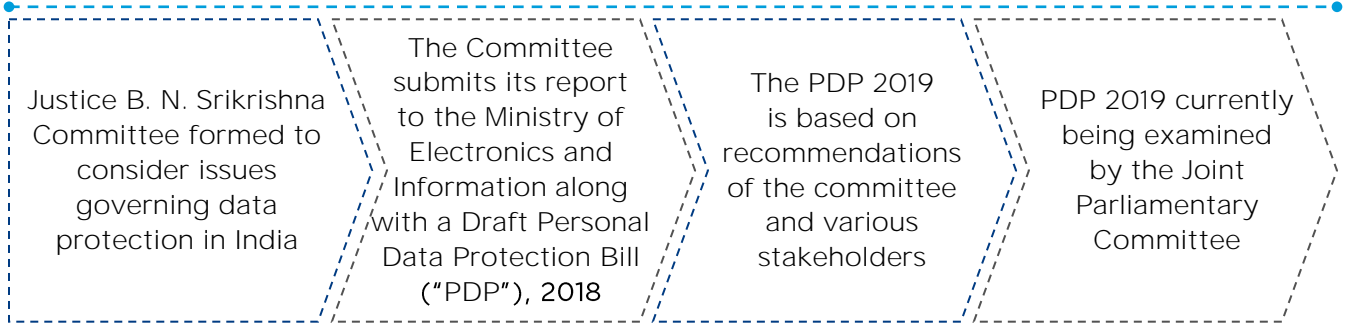 Justice B. N. Srikrishna
Committee formed to
consider issues
governing data
protection in India
The Committee
submits its report
to the Ministry of
Electronics and
Information along
with a Draft Personal
Data Protection Bill
(“PDP”), 2018
The PDP 2019
is based on
recommendations
of the committee
and various
stakeholders
PDP 2019 currently
being examined
by the Joint
Parliamentary
Committee